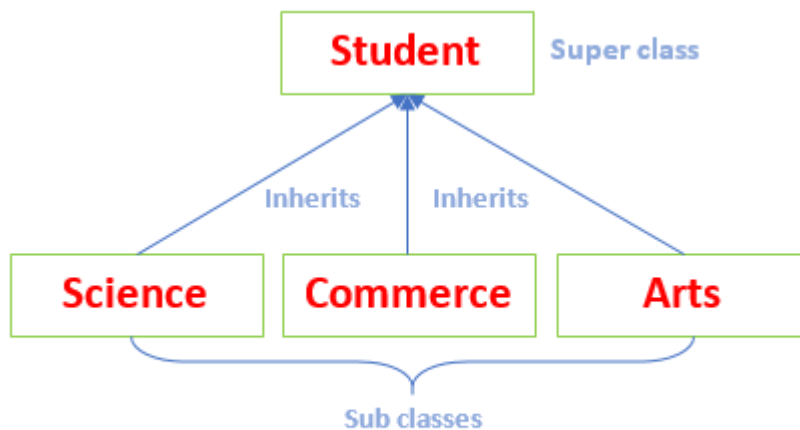 Student
Super class
Inherits
Inherits
Science
Commerce
Arts
Sub classes